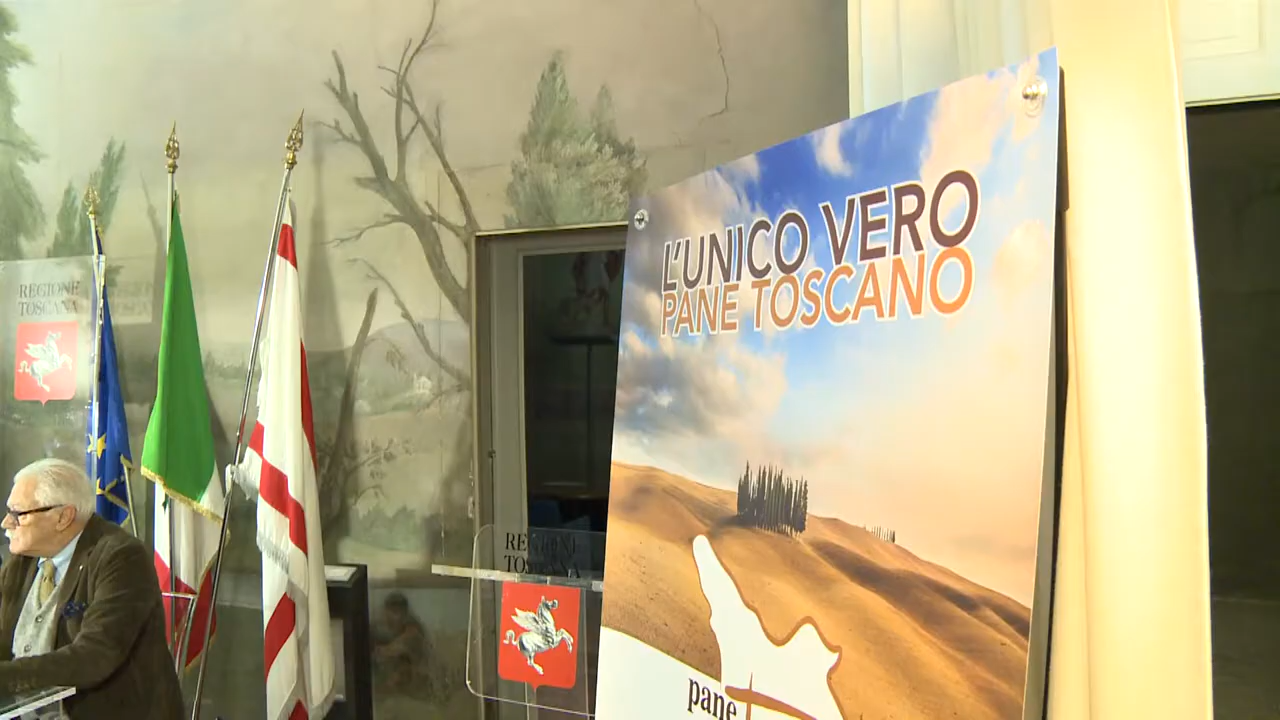 REGIONE
TOSCANA
L'UNICO VERO
PANE TOSCANO
REGIONE
TOSCANA
pane